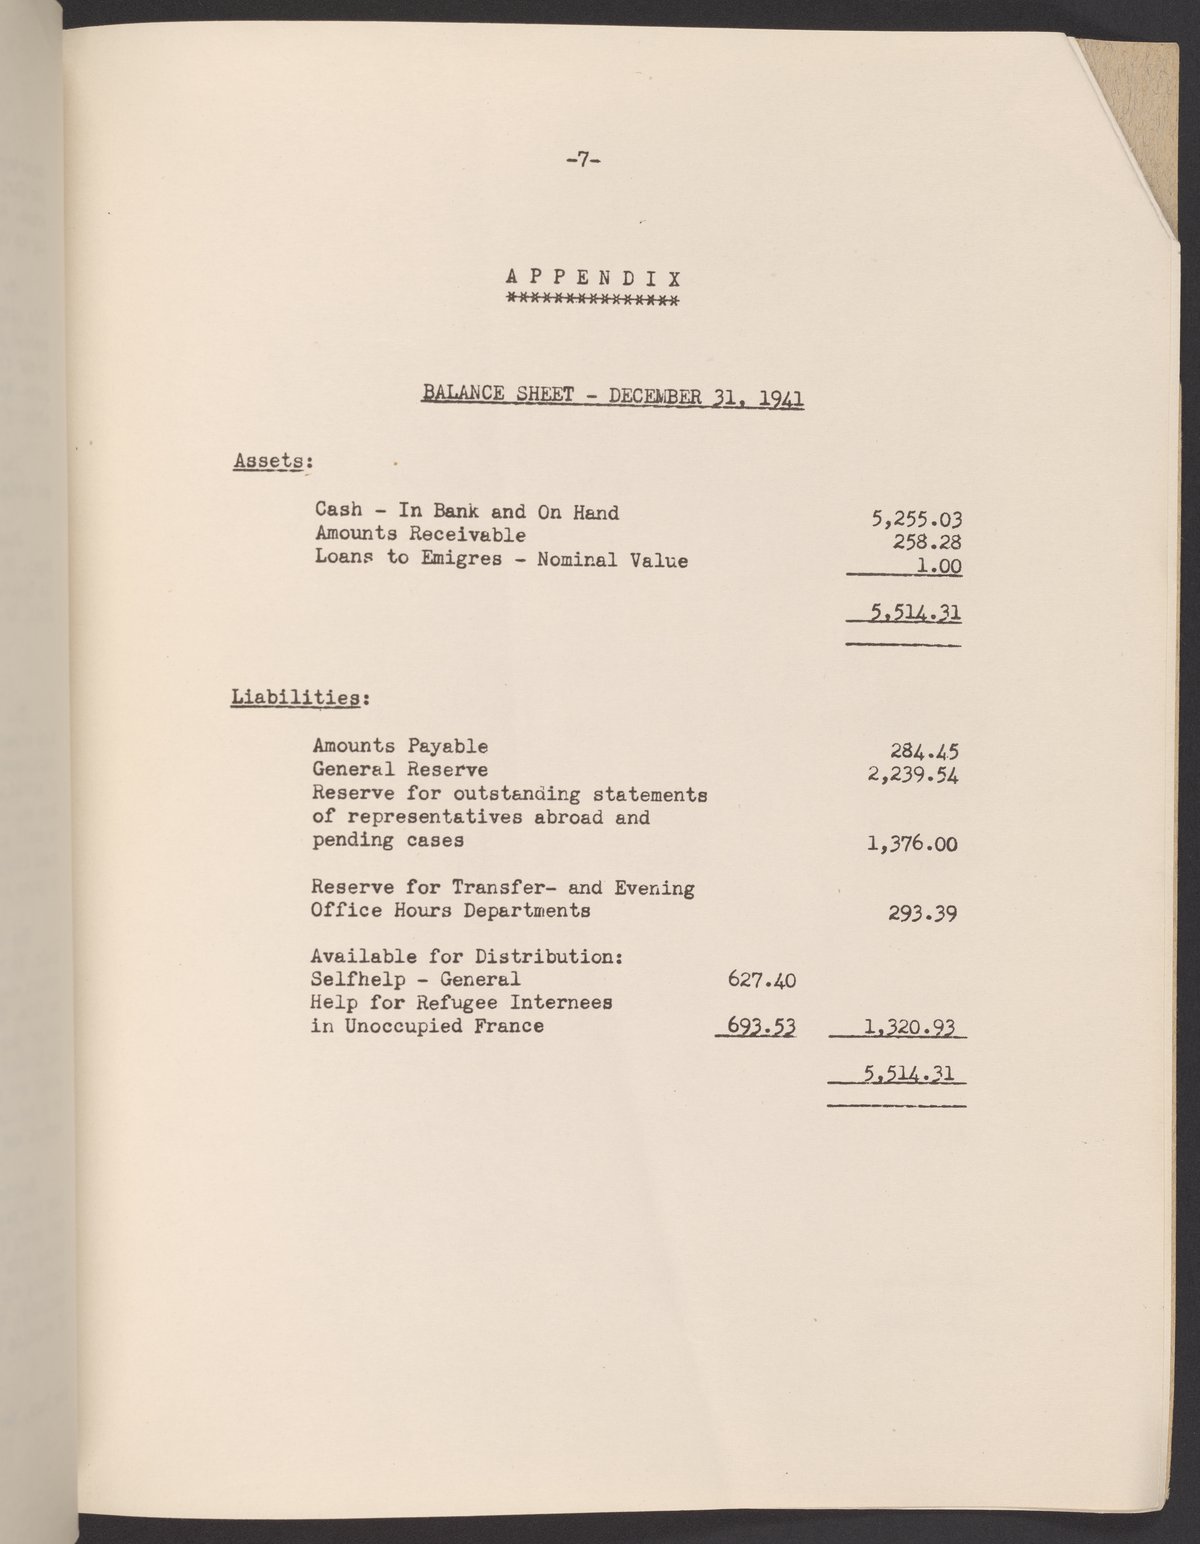 -7-
A P P E N D I X
***************
BALANCE SHEET - DECEMBER 31, 1941
Assets:
Cash - In Bank and On Hand 5,255.03
Amounts Receivable 258.28
Loans to Emigres - Nominal Value 1.00
5,514.31
Liabilities:
Amounts Payable 284.45
General Reserve 2,239.54
Reserve for outstanding statements
of representatives abroad and
pending cases 1,376.00
Reserve for Transfer- and Evening
Office Hours Departments 293.39
Available for Distribution:
Selfhelp - General 627.40
Help for Refugee Internees
in Unoccupied France 693.53 1,320.93
5,514.31